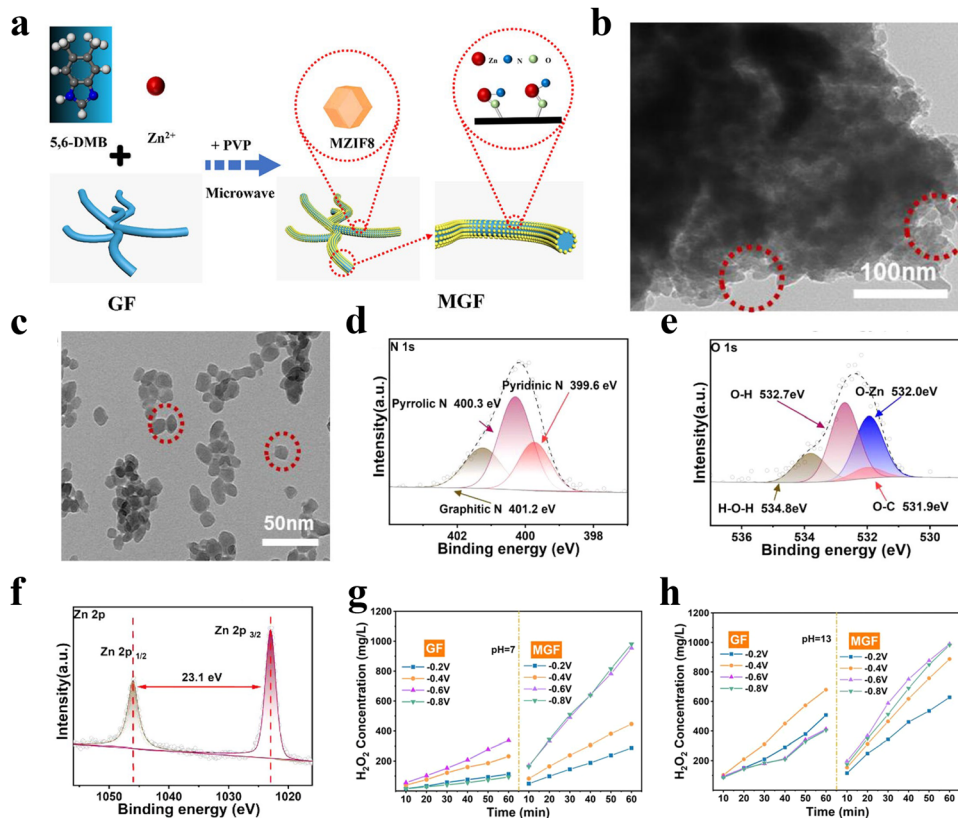 a
5,6-DMB
Zn²⁺
+ PVP
Microwave
MZIF8
Zn N O
GF
MGF
b
100nm
c
50nm
d
N 1s
Pyrrolic N 400.3 eV
Pyridinic N 399.6 eV
Graphitic N 401.2 eV
Intensity(a.u.)
402 400 398
Binding energy (eV)
e
O 1s
O-H 532.7eV
O-Zn 532.0eV
H-O-H 534.8eV
O-C 531.9eV
Intensity(a.u.)
536 534 532 530
Binding energy (eV)
f
Zn 2p
Zn 2p 1/2
Zn 2p 3/2
23.1 eV
Intensity(a.u.)
1050 1040 1030 1020
Binding energy (eV)
g
H₂O₂ Concentration (mg/L)
1200
1000
800
600
400
200
GF
-0.2V
-0.4V
-0.6V
-0.8V
pH=7
MGF
-0.2V
-0.4V
-0.6V
-0.8V
10 20 30 40 50 60 10 20 30 40 50 60
Time (min)
h
H₂O₂ Concentration (mg/L)
1200
1000
800
600
400
200
GF
-0.2V
-0.4V
-0.6V
-0.8V
pH=13
MGF
-0.2V
-0.4V
-0.6V
-0.8V
10 20 30 40 50 60 10 20 30 40 50 60
Time (min)